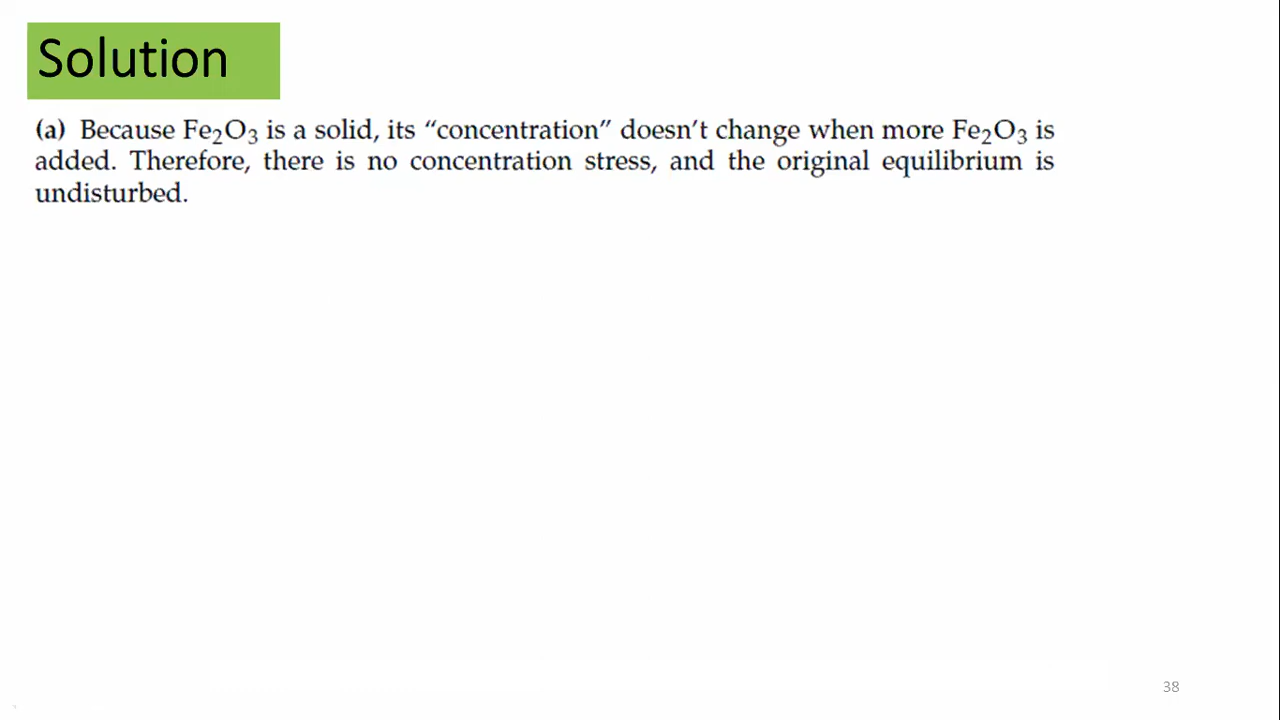 Solution
(a) Because Fe₂O₃ is a solid, its “concentration” doesn’t change when more Fe₂O₃ is
added. Therefore, there is no concentration stress, and the original equilibrium is
undisturbed.
38